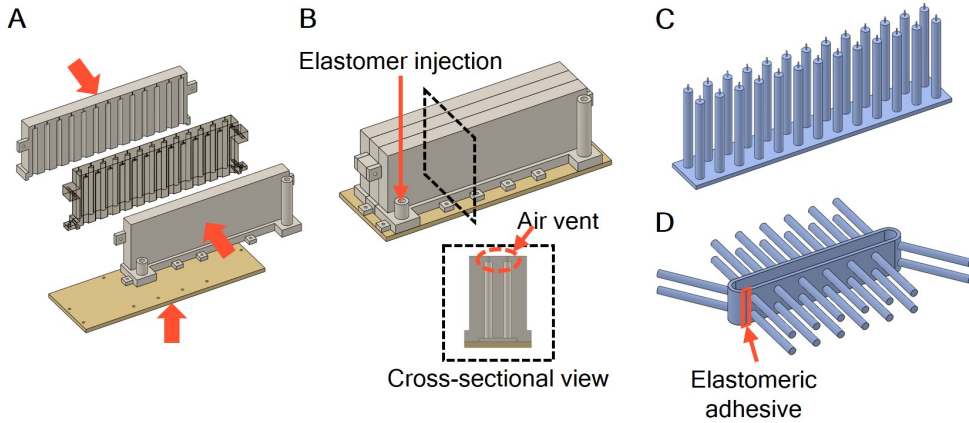 A
B
Elastomer injection
Air vent
Cross-sectional view
C
D
Elastomeric
adhesive